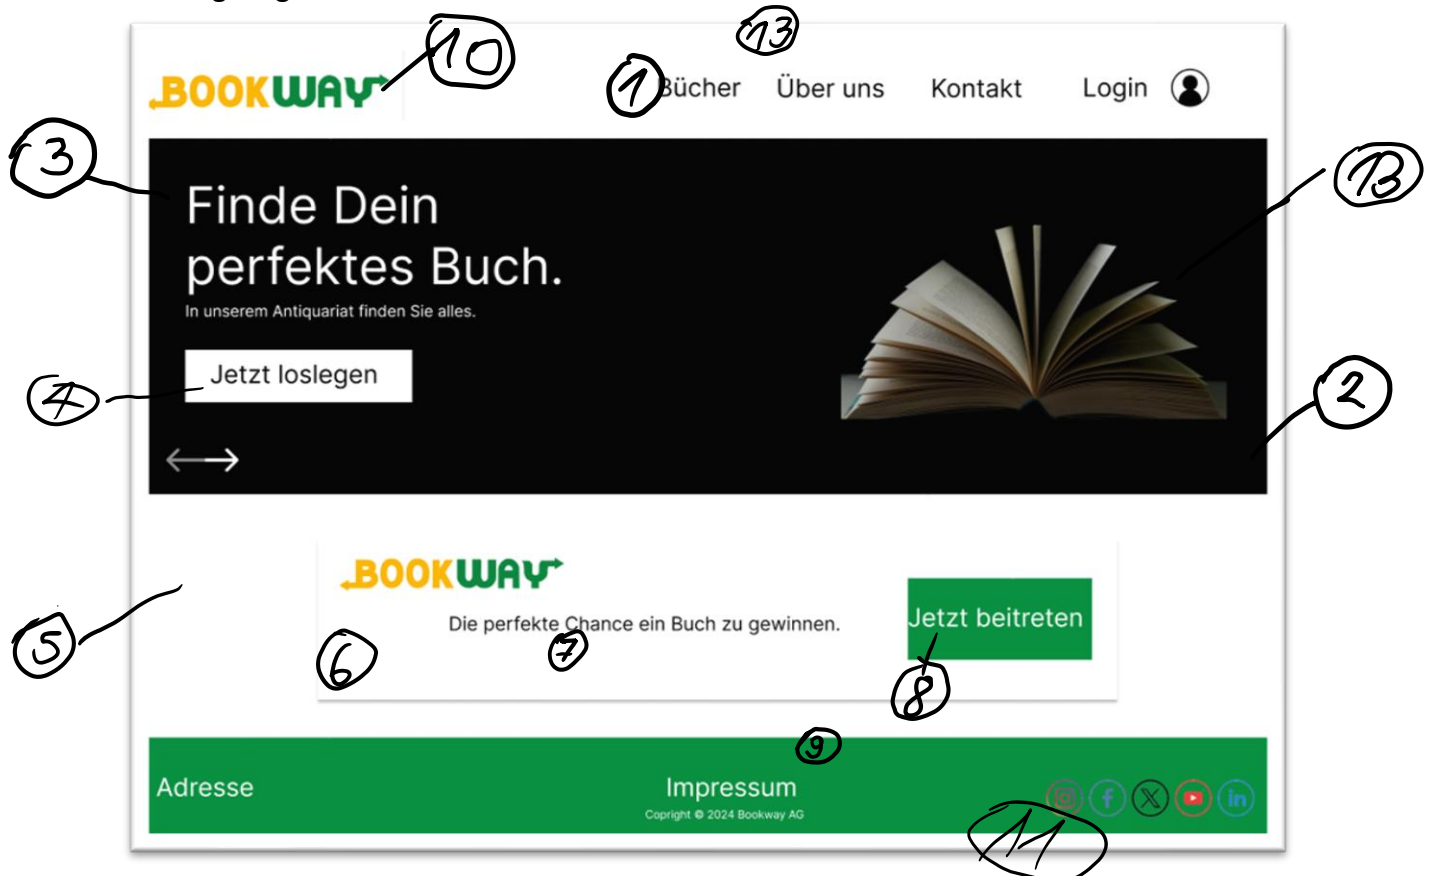 10
13
BOOKWAY
1 Bücher Über uns Kontakt Login
3
13
Finde Dein
perfektes Buch.
In unserem Antiquariat finden Sie alles.
4
Jetzt loslegen
2
BOOKWAY
5
Die perfekte Chance ein Buch zu gewinnen.
Jetzt beitreten
6
7
8
9
Adresse
Impressum
Copright © 2024 Bookway AG
f
X
in
11